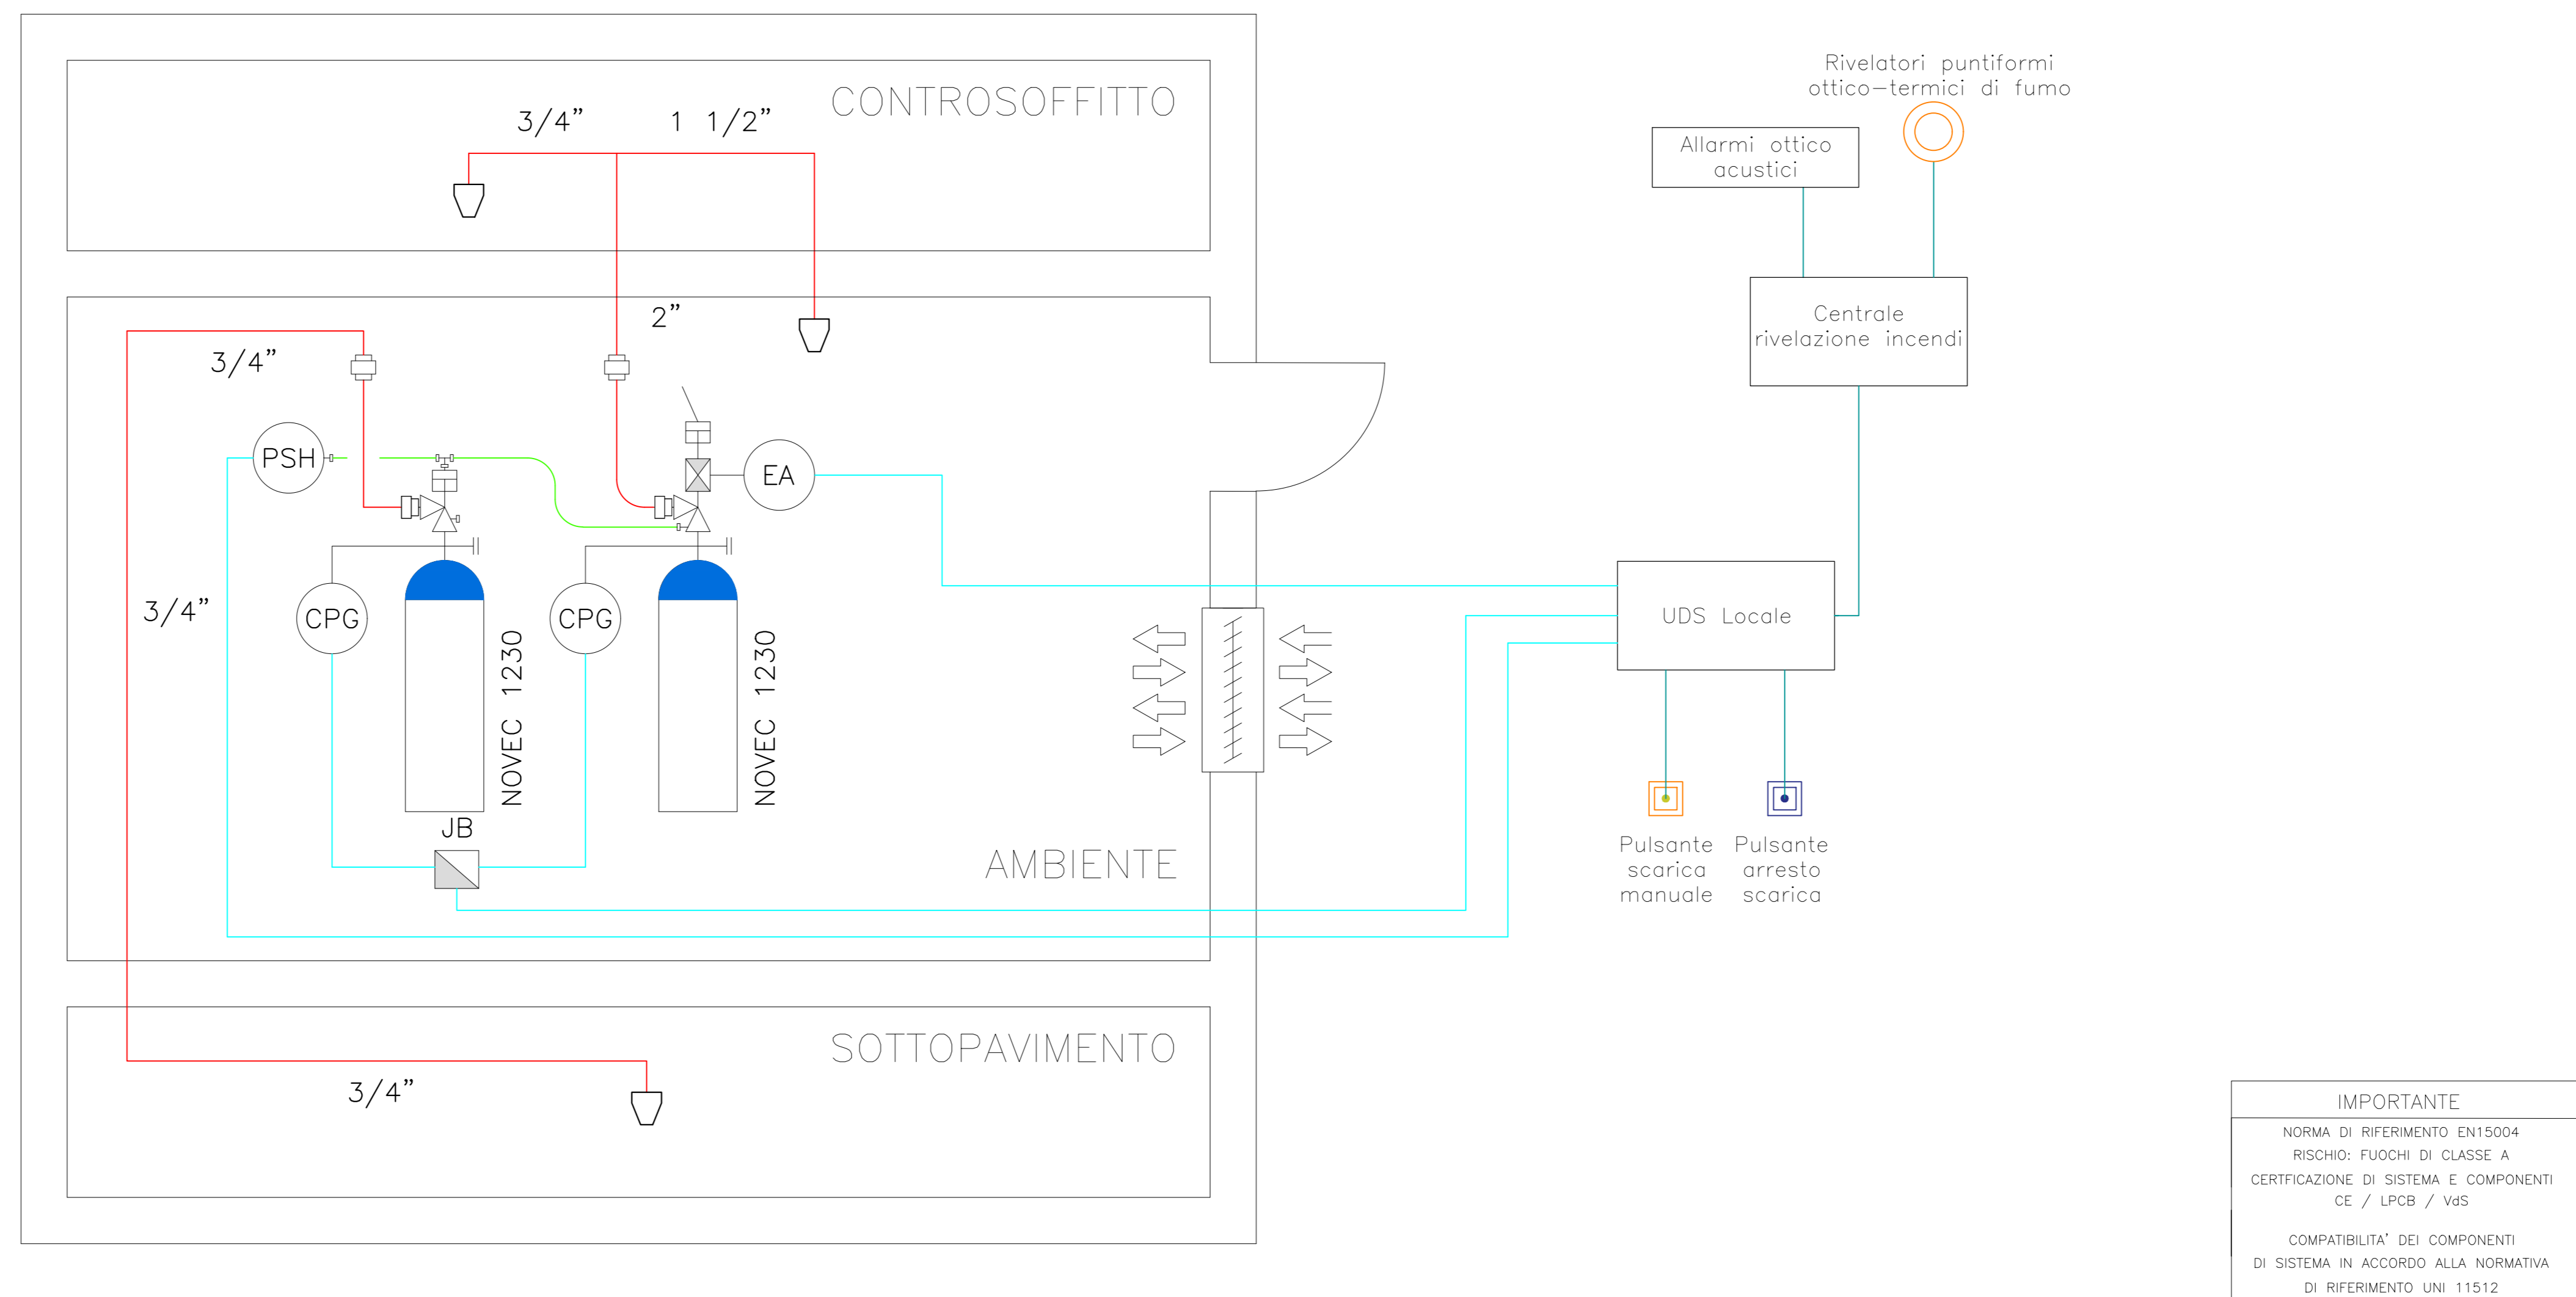 CONTROSOFFITTO
3/4”
1 1/2”
2”
3/4”
PSH
EA
3/4”
CPG
CPG
NOVEC 1230
NOVEC 1230
JB
AMBIENTE
SOTTOPAVIMENTO
3/4”
Rivelatori puntiformi
ottico-termici di fumo
Allarmi ottico
acustici
Centrale
rivelazione incendi
UDS Locale
Pulsante
scarica
manuale
Pulsante
arresto
scarica
IMPORTANTE
NORMA DI RIFERIMENTO EN15004
RISCHIO: FUOCHI DI CLASSE A
CERTFICAZIONE DI SISTEMA E COMPONENTI
CE / LPCB / VdS
COMPATIBILITA' DEI COMPONENTI
DI SISTEMA IN ACCORDO ALLA NORMATIVA
DI RIFERIMENTO UNI 11512